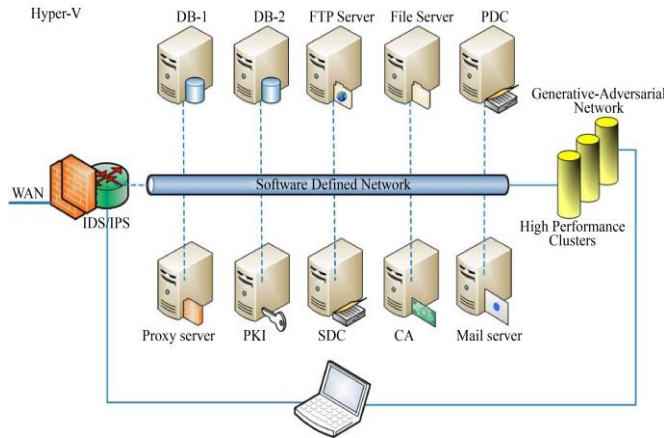 Hyper-V
DB-1
DB-2
FTP Server
File Server
PDC
Generative-Adversarial
Network
WAN
IDS/IPS
Software Defined Network
High Performance
Clusters
Proxy server
PKI
SDC
CA
Mail server